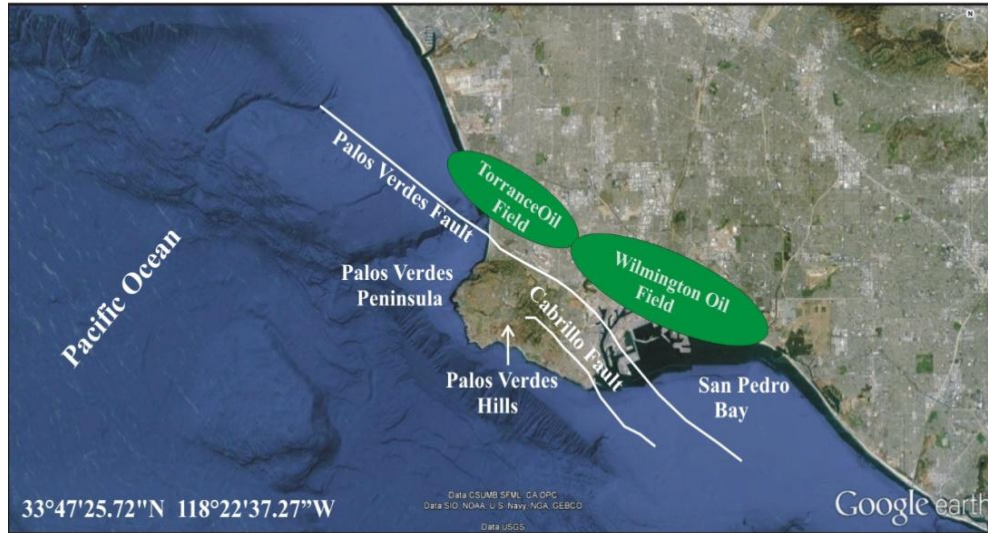 N
Palos Verdes Fault
TorranceOil
Field
Wilmington Oil
Field
Pacific Ocean
Palos Verdes
Peninsula
Cabrillo Fault
Palos Verdes
Hills
San Pedro
Bay
33°47'25.72"N 118°22'37.27”W
Data CSUMB SFML, CA OPC
Data SIO, NOAA, U.S. Navy, NGA, GEBCO
Data USGS
Google earth